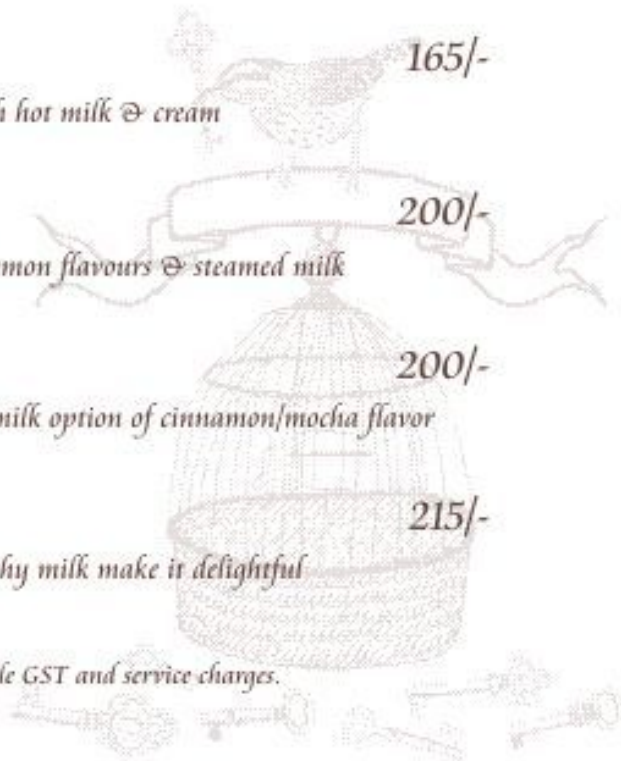 165/-
h hot milk & cream
200/-
mon flavours & steamed milk
200/-
milk option of cinnamon/mocha flavor
215/-
hy milk make it delightful
le GST and service charges.